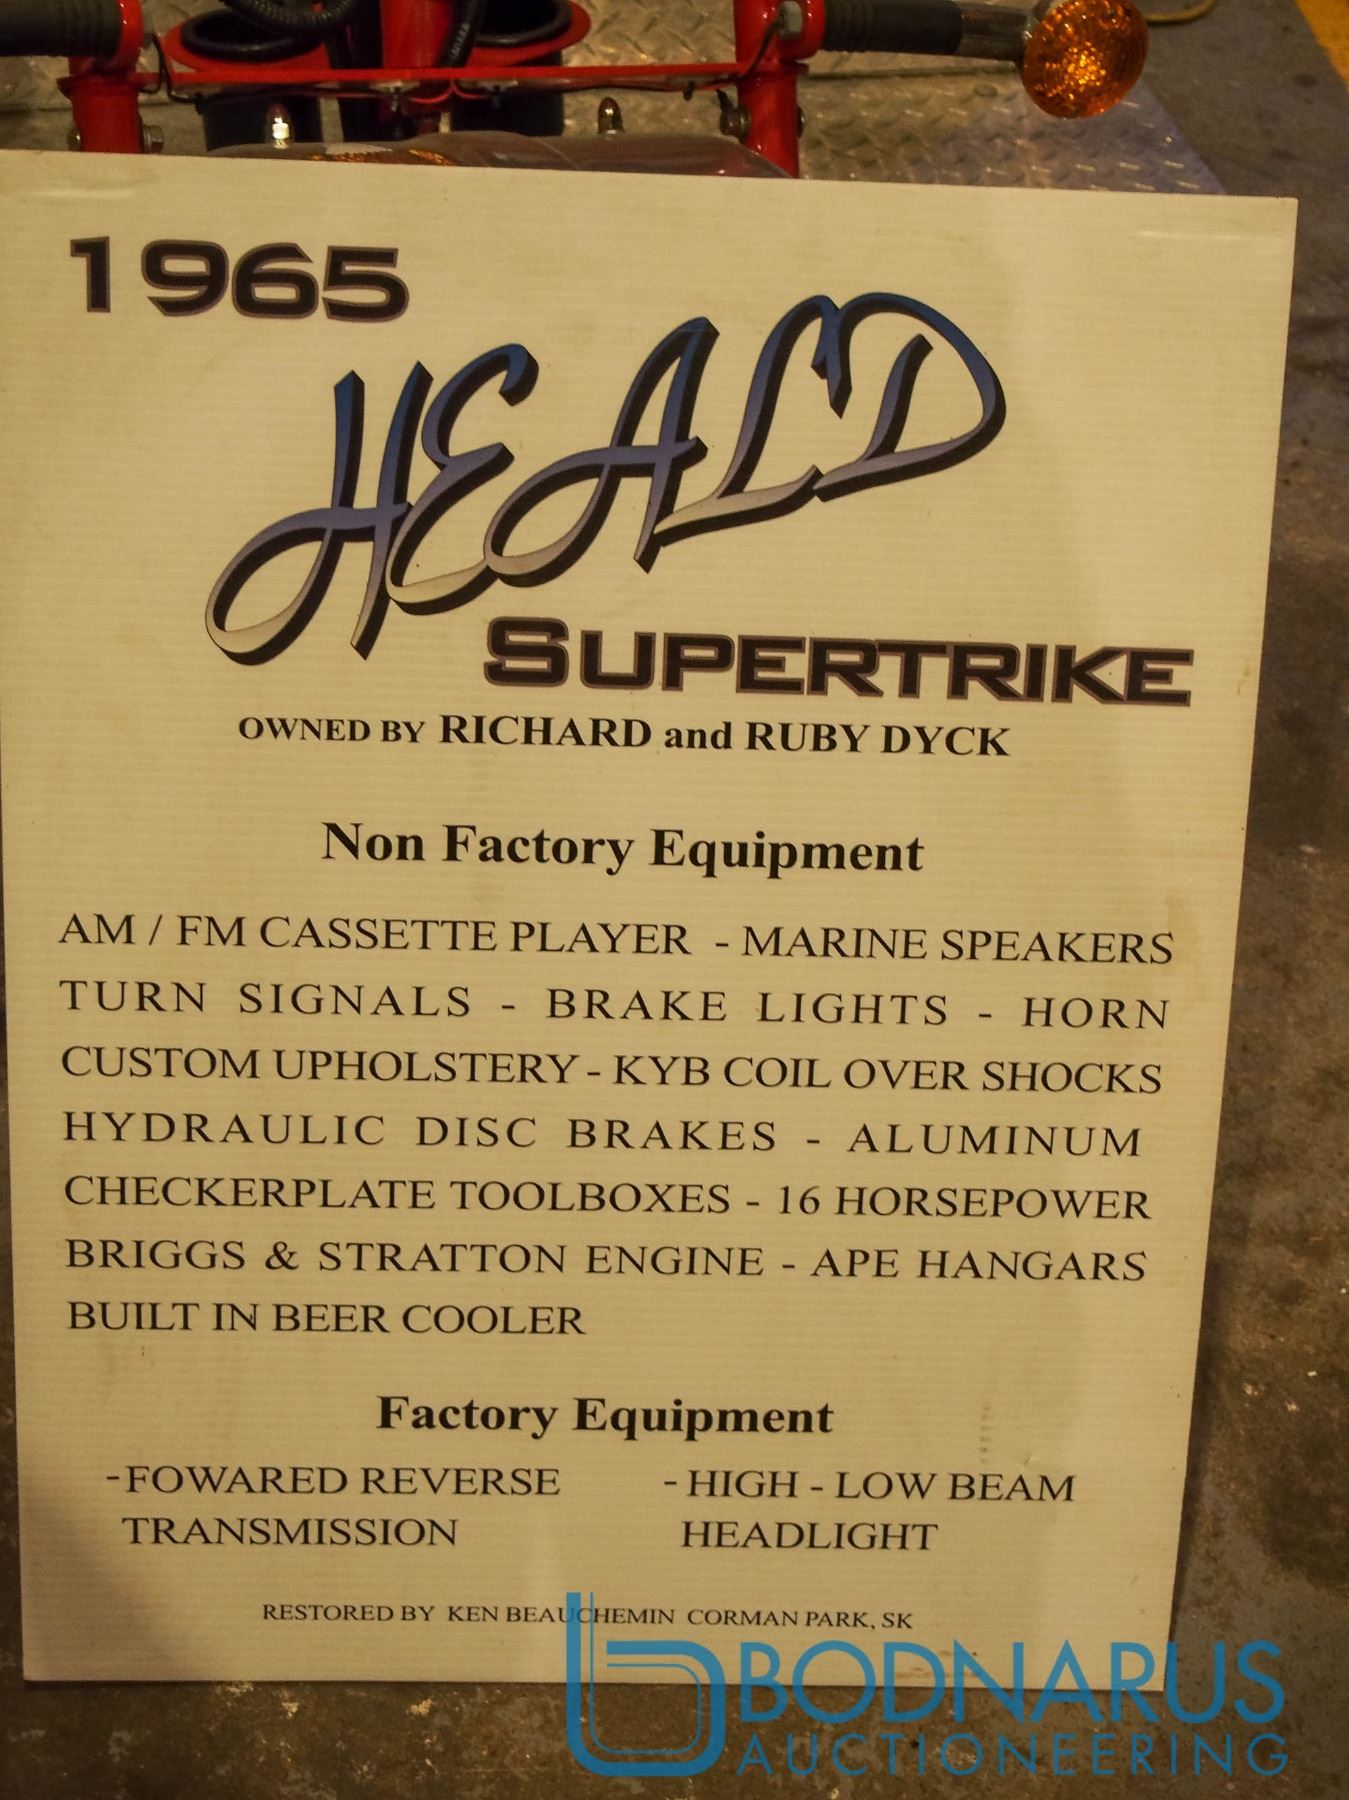 1965
HEALD
SUPERTRIKE
OWNED BY RICHARD and RUBY DYCK
Non Factory Equipment
AM / FM CASSETTE PLAYER - MARINE SPEAKERS
TURN SIGNALS - BRAKE LIGHTS - HORN
CUSTOM UPHOLSTERY - KYB COIL OVER SHOCKS
HYDRAULIC DISC BRAKES - ALUMINUM
CHECKERPLATE TOOLBOXES - 16 HORSEPOWER
BRIGGS & STRATTON ENGINE - APE HANGARS
BUILT IN BEER COOLER
Factory Equipment
-FOWARED REVERSE
TRANSMISSION
-HIGH - LOW BEAM
HEADLIGHT
RESTORED BY KEN BEAUCHEMIN CORMAN PARK, SK
BODNARUS
AUCTIONEERING